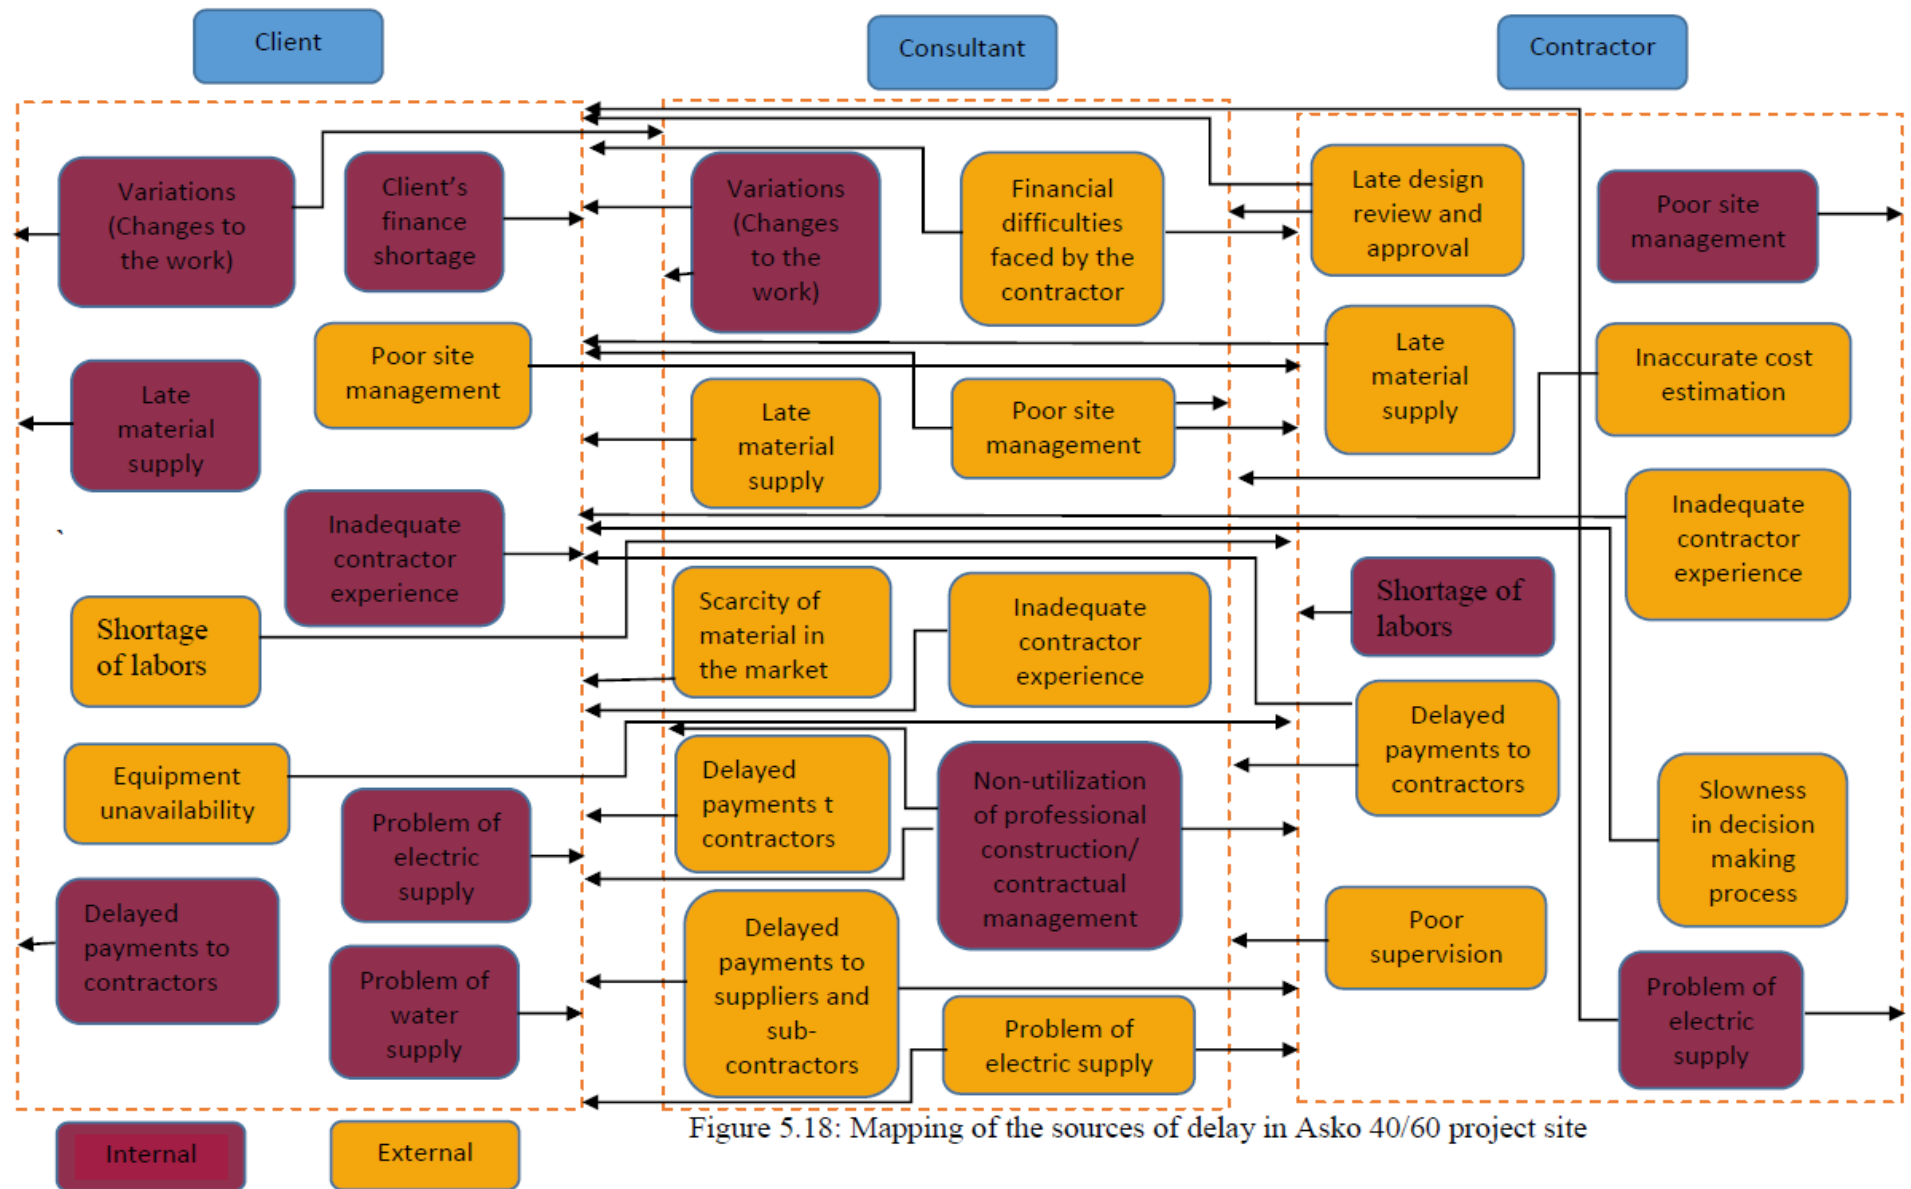 Client
Consultant
Contractor
Variations
(Changes to
the work)
Client’s
finance
shortage
Poor site
management
Late
material
supply
Inadequate
contractor
experience
Shortage
of labors
Equipment
unavailability
Problem of
electric
supply
Delayed
payments to
contractors
Problem of
water
supply
`
Variations
(Changes
to the
work)
Financial
difficulties
faced by the
contractor
Late
material
supply
Poor site
management
Scarcity of
material in
the market
Inadequate
contractor
experience
Delayed
payments t
contractors
Non-utilization
of professional
construction/
contractual
management
Delayed
payments to
suppliers and
sub-
contractors
Problem of
electric supply
Late design
review and
approval
Poor site
management
Late
material
supply
Inaccurate cost
estimation
Inadequate
contractor
experience
Shortage of
labors
Delayed
payments to
contractors
Slowness
in decision
making
process
Poor
supervision
Problem of
electric
supply
Internal
External
Figure 5.18: Mapping of the sources of delay in Asko 40/60 project site